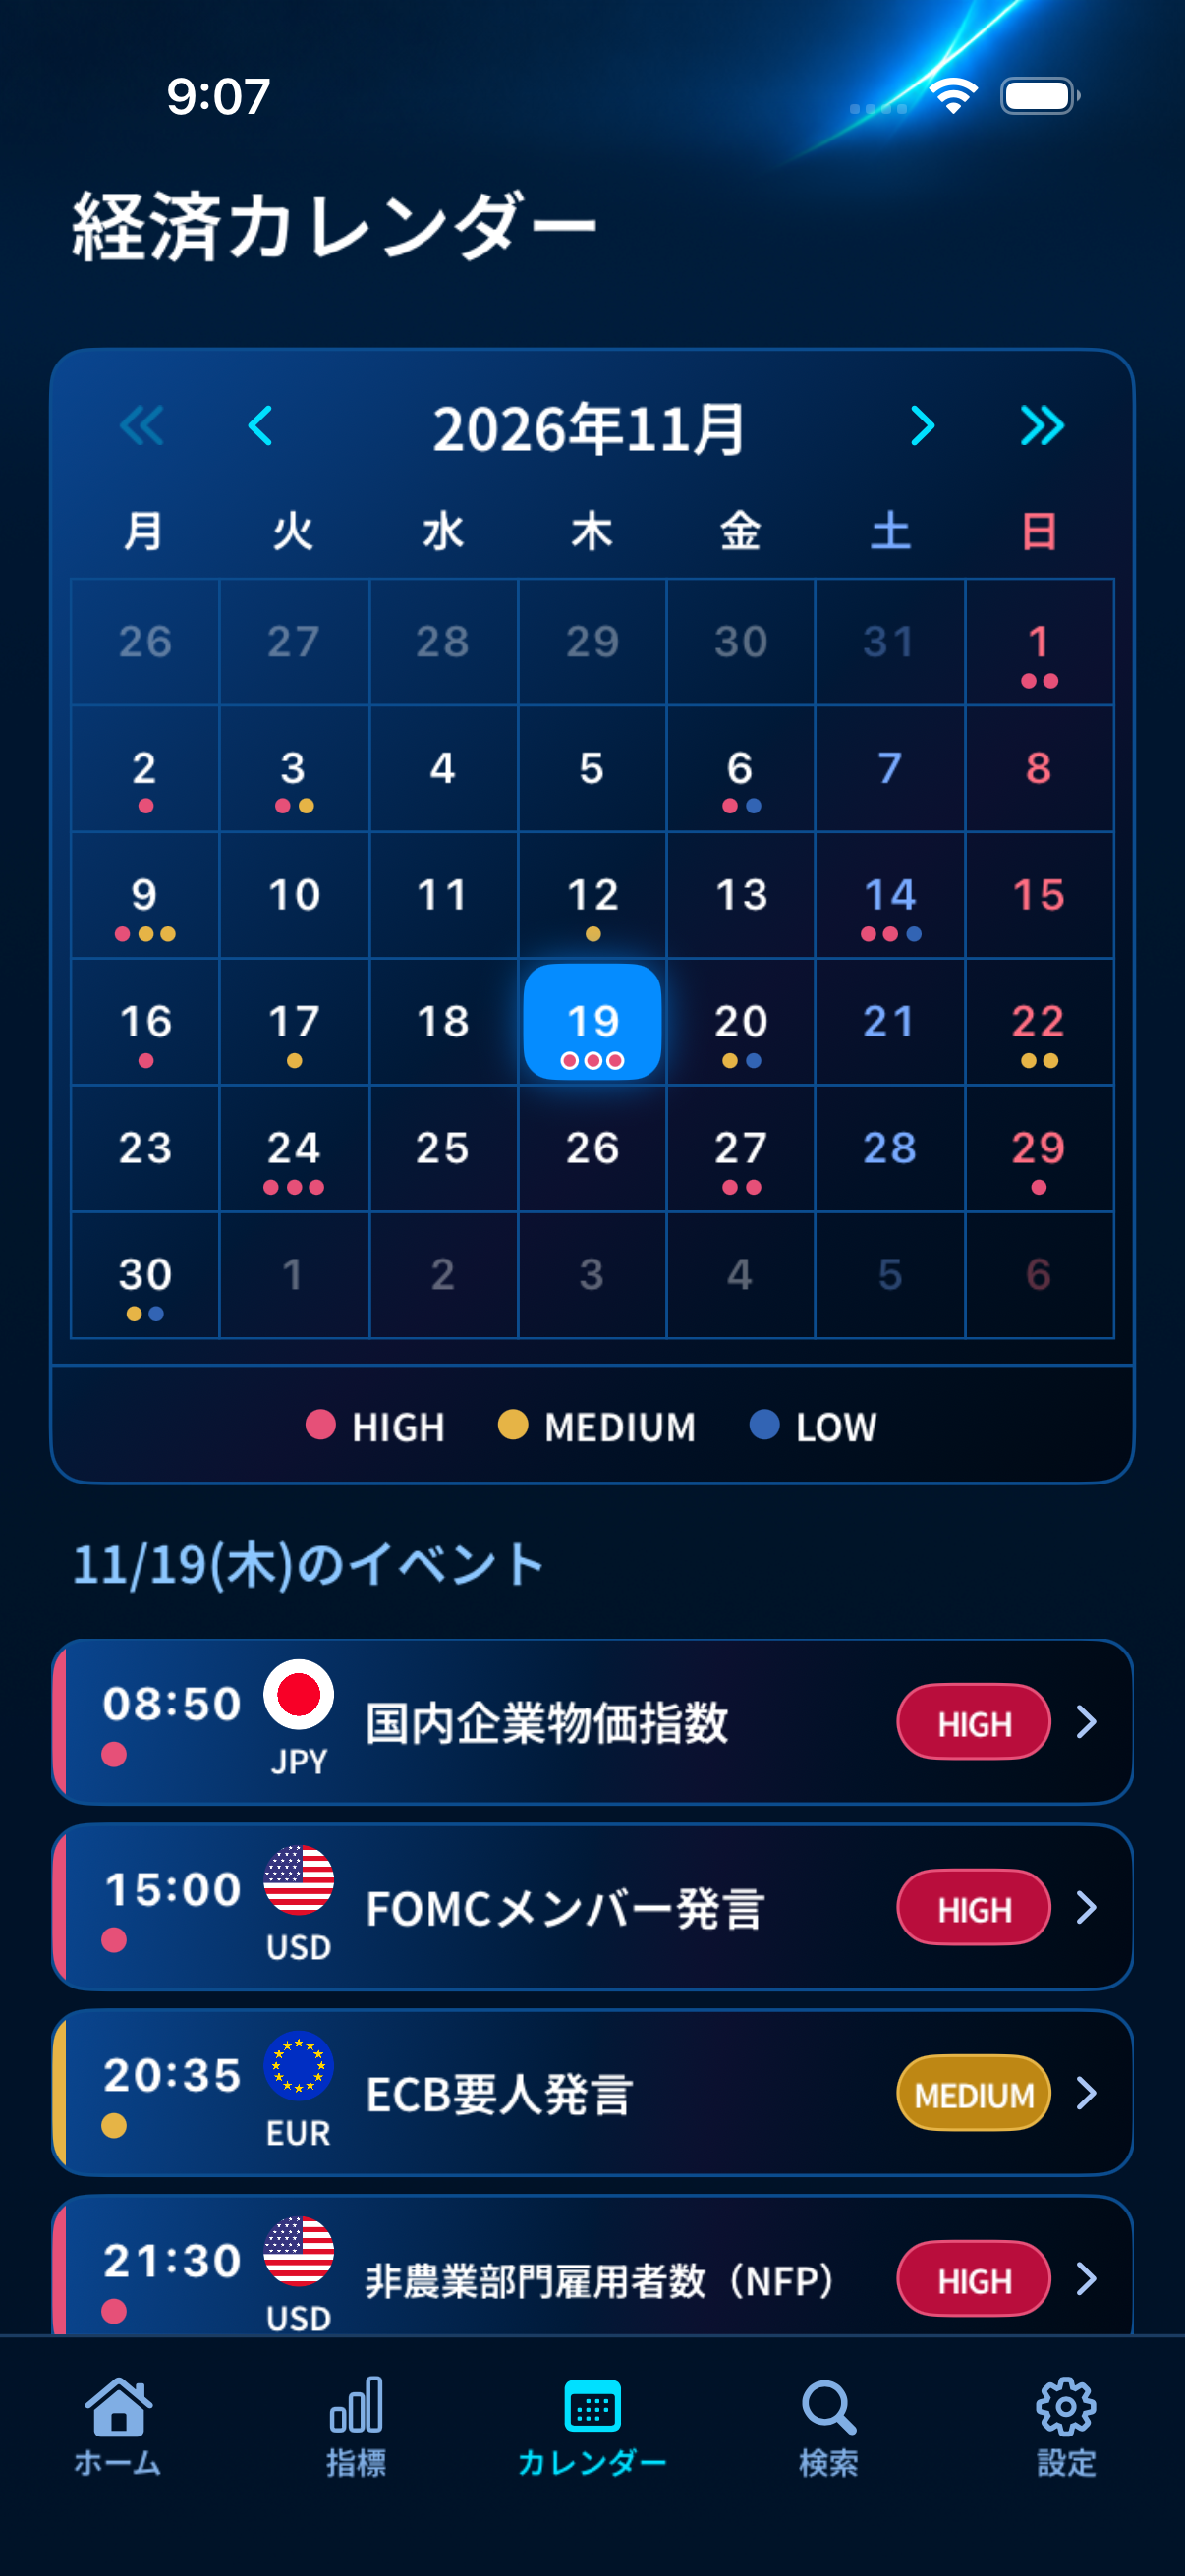 9:07
経済カレンダー
2026年11月
月 火 水 木 金 土 日
26 27 28 29 30 31 1
2 3 4 5 6 7 8
9 10 11 12 13 14 15
16 17 18 19 20 21 22
23 24 25 26 27 28 29
30 1 2 3 4 5 6
HIGH MEDIUM LOW
11/19(木)のイベント
08:50 JPY 国内企業物価指数 HIGH
15:00 USD FOMCメンバー発言 HIGH
20:35 EUR ECB要人発言 MEDIUM
21:30 USD 非農業部門雇用者数（NFP） HIGH
ホーム 指標 カレンダー 検索 設定